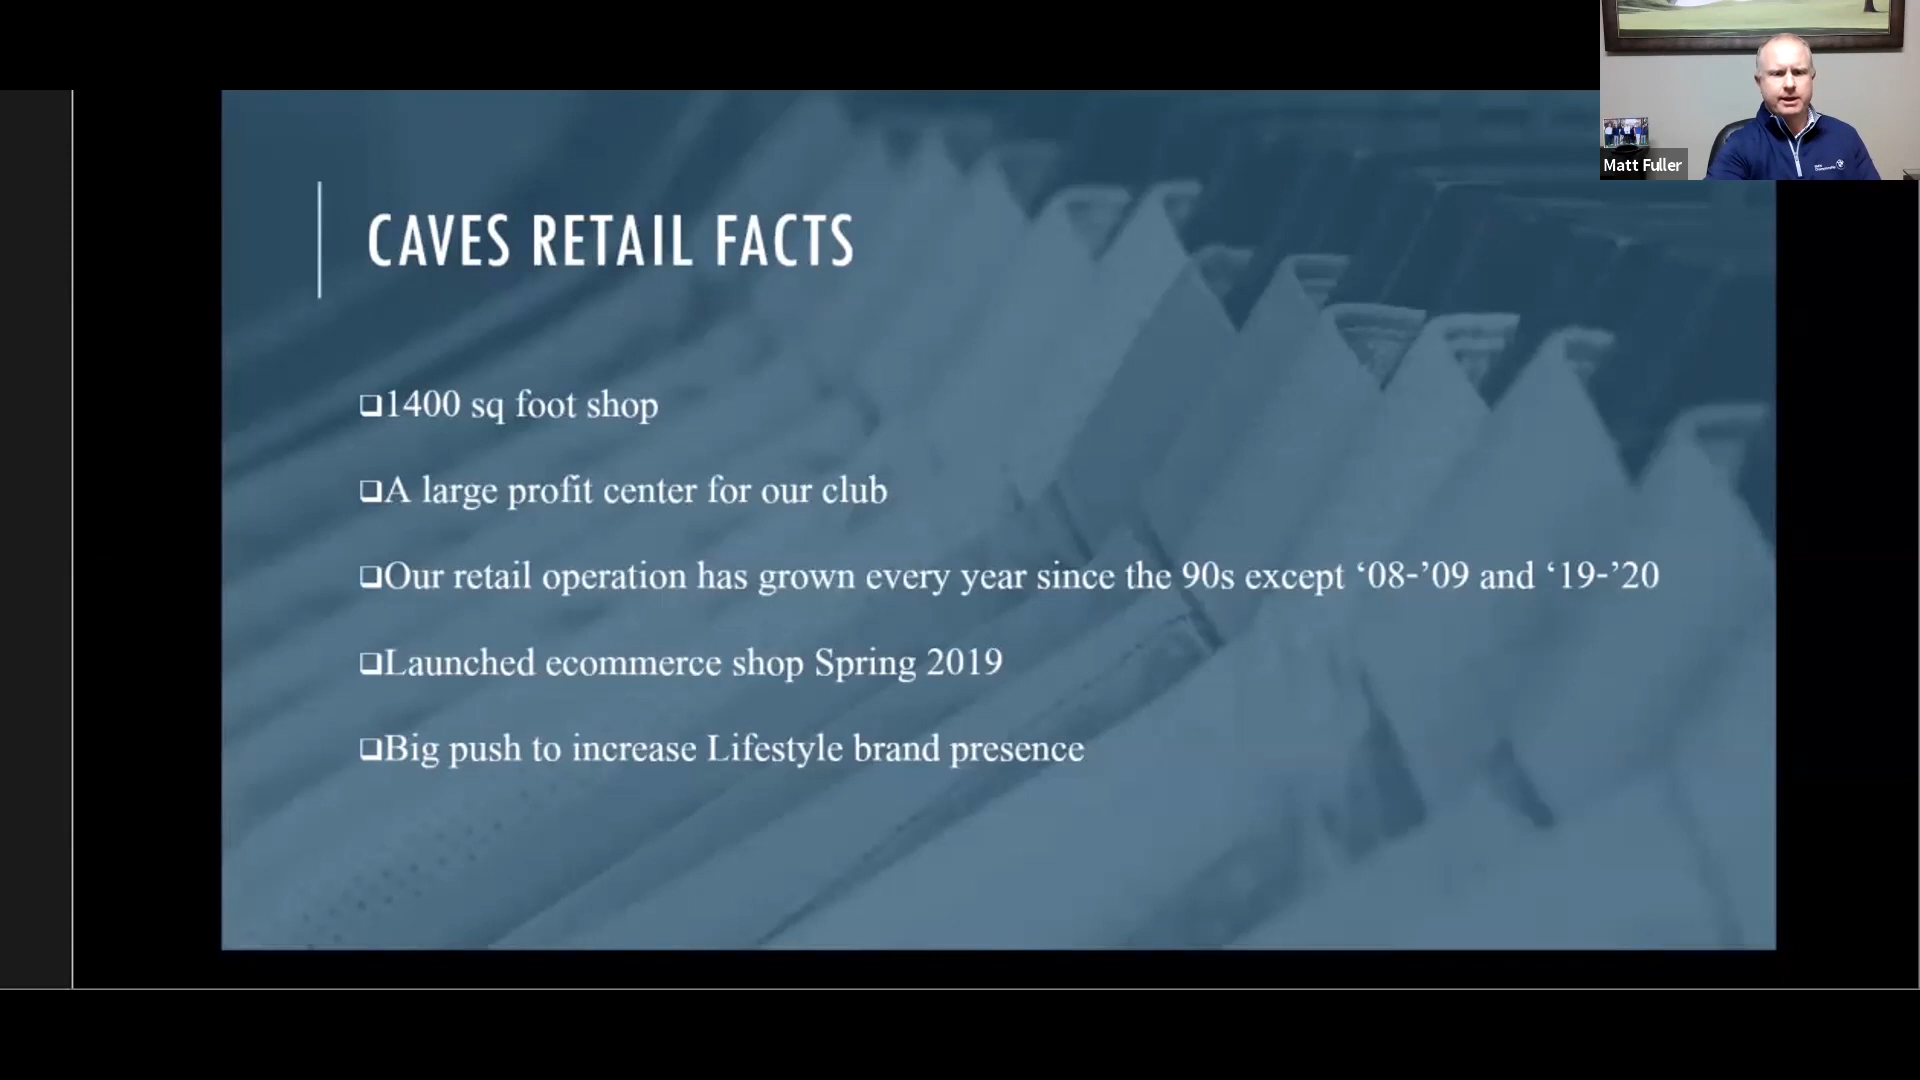 Matt Fuller
CAVES RETAIL FACTS
❑1400 sq foot shop
❑A large profit center for our club
❑Our retail operation has grown every year since the 90s except ‘08-’09 and ‘19-’20
❑Launched ecommerce shop Spring 2019
❑Big push to increase Lifestyle brand presence